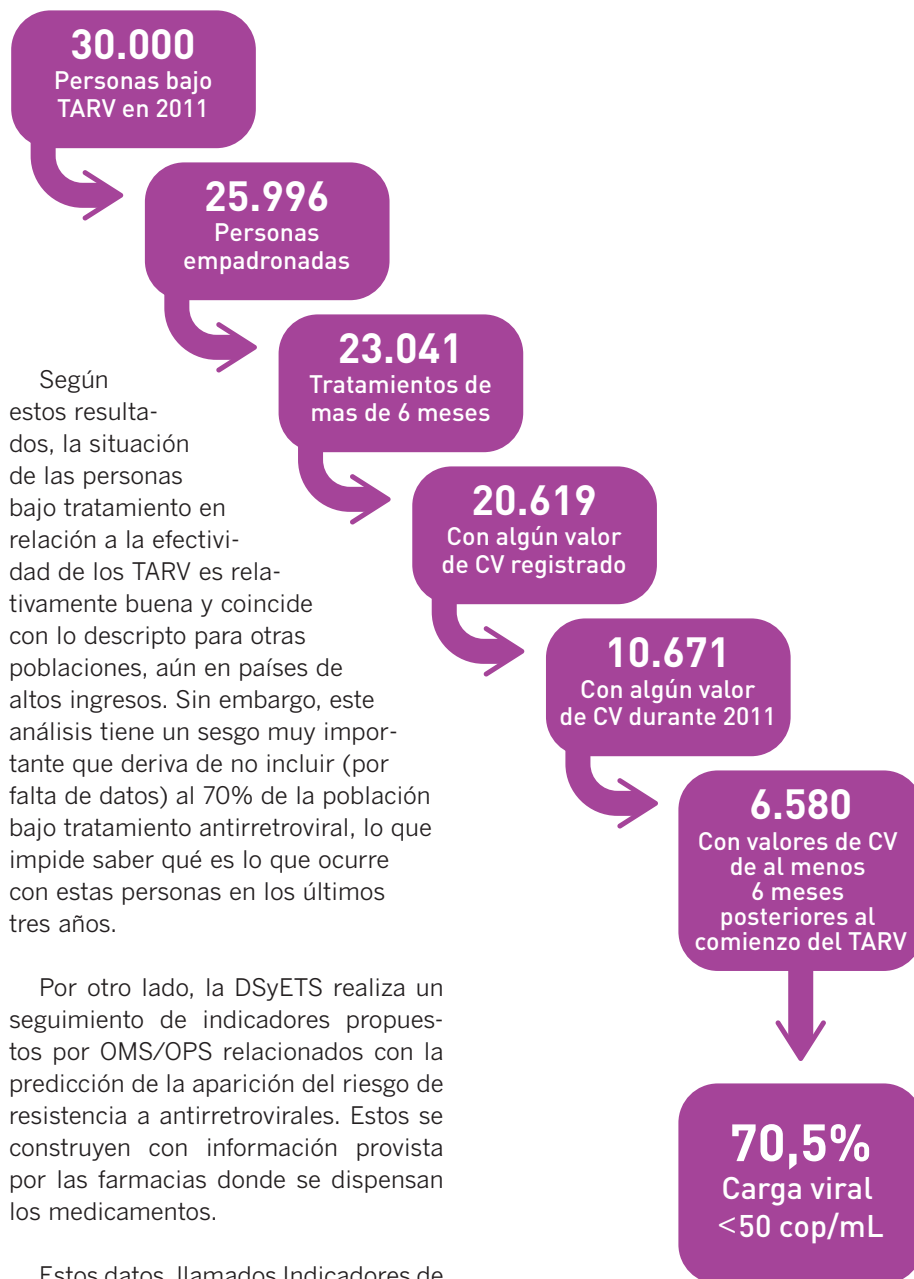 30.000
Personas bajo
TARV en 2011
25.996
Personas
empadronadas
23.041
Tratamientos de
mas de 6 meses
20.619
Con algún valor
de CV registrado
10.671
Con algún valor
de CV durante 2011
6.580
Con valores de CV
de al menos
6 meses
posteriores al
comienzo del TARV
70,5%
Carga viral
<50 cop/mL
Según
estos resulta-
dos, la situación
de las personas
bajo tratamiento en
relación a la efectivi-
dad de los TARV es rela-
tivamente buena y coincide
con lo descripto para otras
poblaciones, aún en países de
altos ingresos. Sin embargo, este
análisis tiene un sesgo muy impor-
tante que deriva de no incluir (por
falta de datos) al 70% de la población
bajo tratamiento antirretroviral, lo que
impide saber qué es lo que ocurre
con estas personas en los últimos
tres años.
Por otro lado, la DSyETS realiza un
seguimiento de indicadores propues-
tos por OMS/OPS relacionados con la
predicción de la aparición del riesgo de
resistencia a antirretrovirales. Estos se
construyen con información provista
por las farmacias donde se dispensan
los medicamentos.
Estos datos, llamados Indicadores de